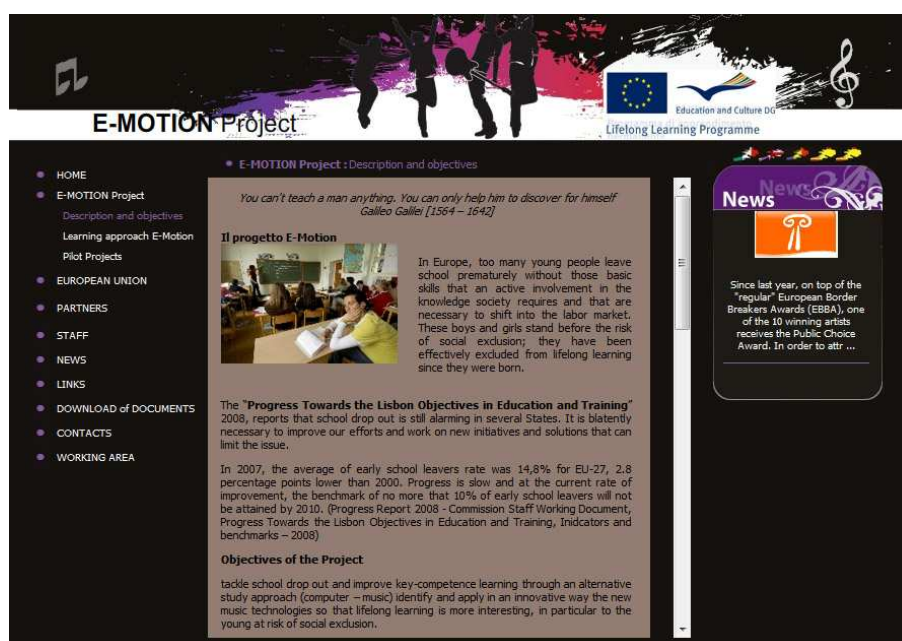 E-MOTION Project
Education and Culture DG
Lifelong Learning Programme
HOME
E-MOTION Project
Description and objectives
Learning approach E-Motion
Pilot Projects
EUROPEAN UNION
PARTNERS
STAFF
NEWS
LINKS
DOWNLOAD of DOCUMENTS
CONTACTS
WORKING AREA
E-MOTION Project : Description and objectives
You can't teach a man anything. You can only help him to discover for himself
Galileo Galilei [1564 – 1642]
Il progetto E-Motion
In Europe, too many young people leave
school prematurely without those basic
skills that an active involvement in the
knowledge society requires and that are
necessary to shift into the labor market.
These boys and girls stand before the risk
of social exclusion; they have been
effectively excluded from lifelong learning
since they were born.
The "Progress Towards the Lisbon Objectives in Education and Training"
2008, reports that school drop out is still alarming in several States. It is blatently
necessary to improve our efforts and work on new initiatives and solutions that can
limit the issue.
In 2007, the average of early school leavers rate was 14,8% for EU-27, 2.8
percentage points lower than 2000. Progress is slow and at the current rate of
improvement, the benchmark of no more that 10% of early school leavers will not
be attained by 2010. (Progress Report 2008 - Commission Staff Working Document,
Progress Towards the Lisbon Objectives in Education and Training, Inidcators and
benchmarks – 2008)
Objectives of the Project
tackle school drop out and improve key-competence learning through an alternative
study approach (computer – music) identify and apply in an innovative way the new
music technologies so that lifelong learning is more interesting, in particular to the
young at risk of social exclusion.
News
News
Since last year, on top of the
"regular" European Border
Breakers Awards (EBBA), one
of the 10 winning artists
receives the Public Choice
Award. In order to attr ...